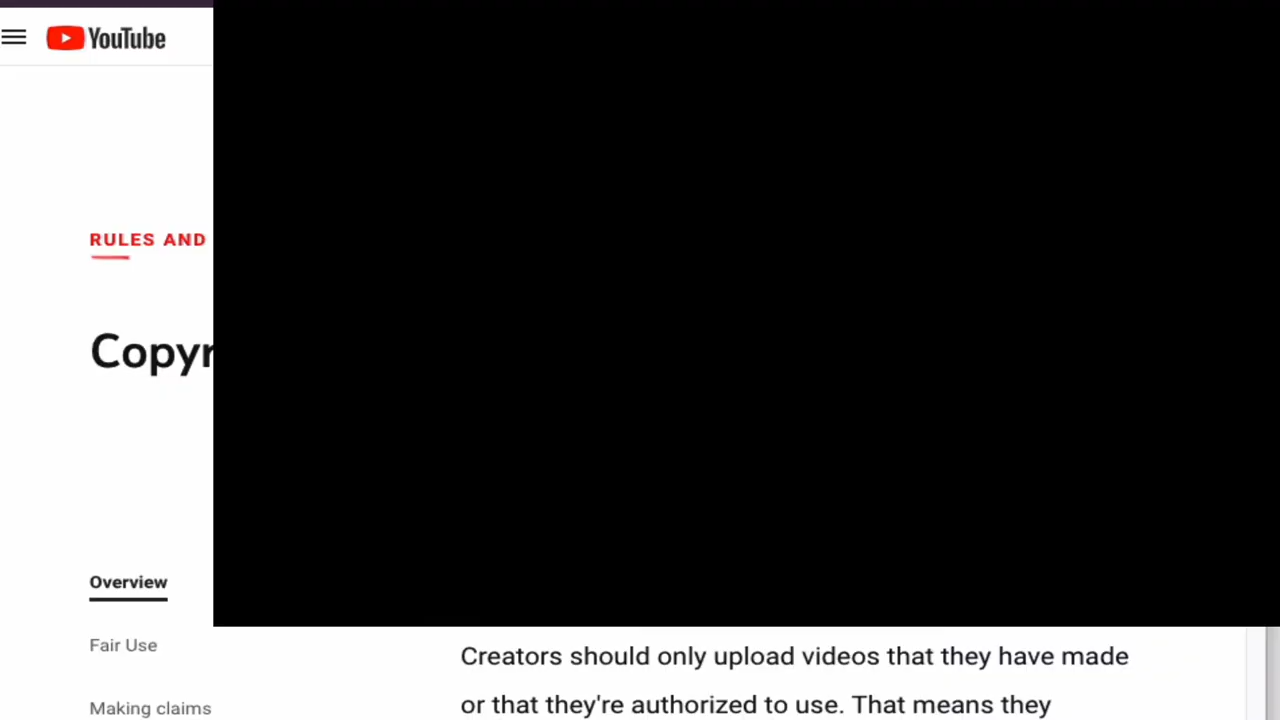 YouTube
RULES AND
Copyr
Overview
Fair Use
Making claims
Creators should only upload videos that they have made
or that they're authorized to use. That means they